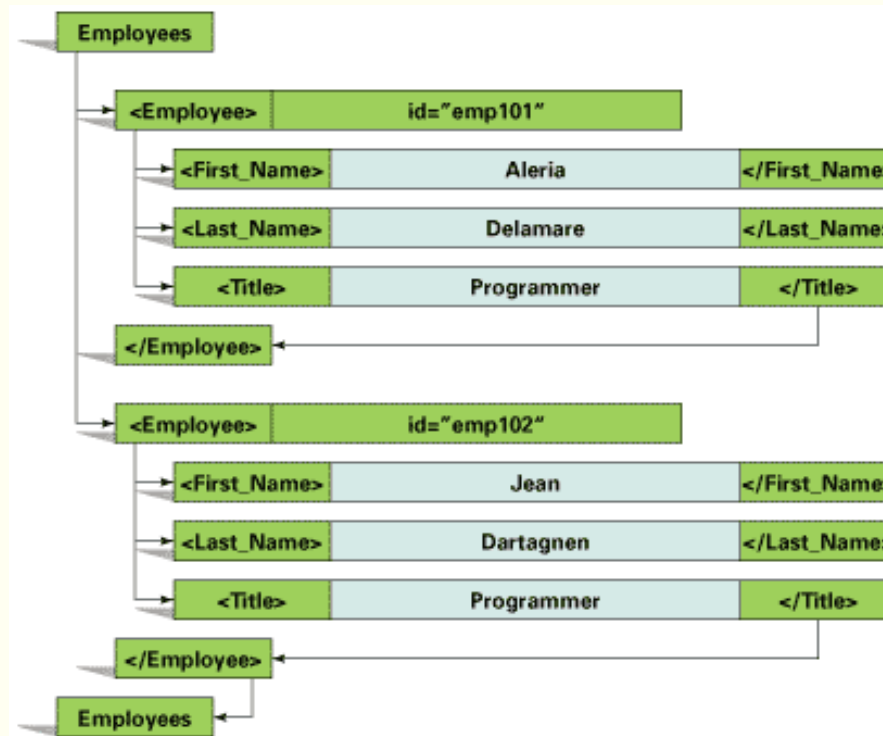 Employees
<Employee> id="emp101"
<First_Name> Aleria </First_Name
<Last_Name> Delamare </Last_Name>
<Title> Programmer </Title>
</Employee>
<Employee> id="emp102"
<First_Name> Jean </First_Name
<Last_Name> Dartagnen </Last_Name>
<Title> Programmer </Title>
</Employee>
Employees